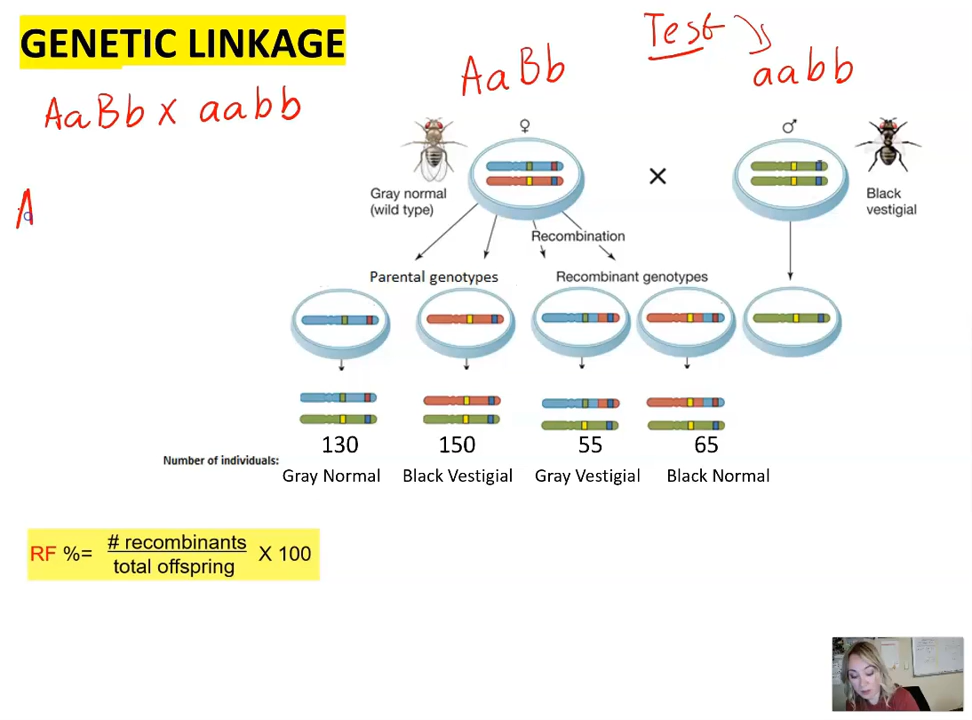 GENETIC LINKAGE
Test
AaBb
aabb
AaBb x aabb
♀
♂
Gray normal
(wild type)
×
Black
vestigial
A
Recombination
Parental genotypes
Recombinant genotypes
130
150
55
65
Number of individuals:
Gray Normal
Black Vestigial
Gray Vestigial
Black Normal
RF %= # recombinants X 100
total offspring